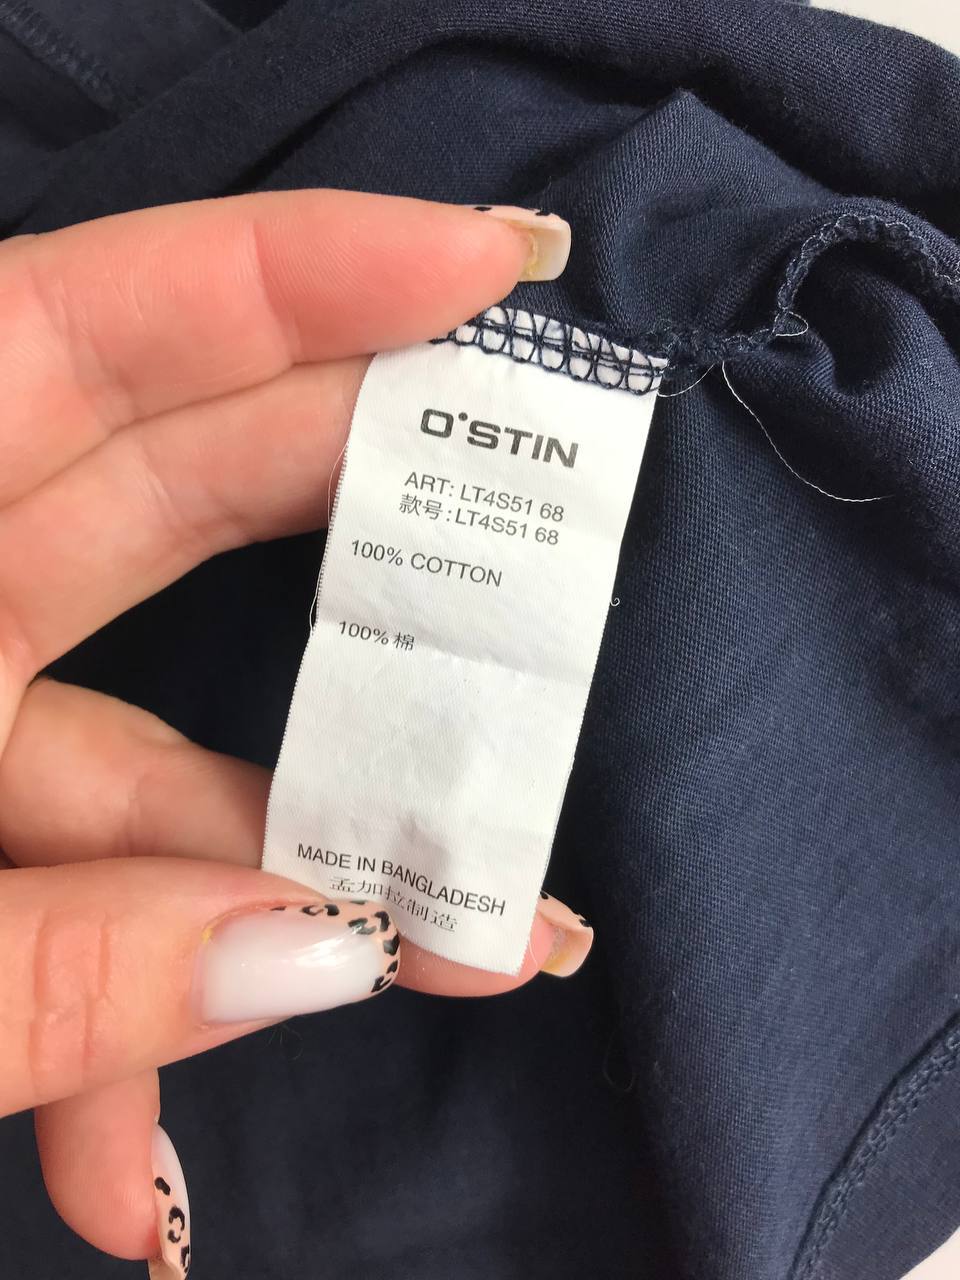 O'STIN
ART: LT4S51 68
款号:LT4S51 68
100% COTTON
100% 棉
MADE IN BANGLADESH
孟加拉制造